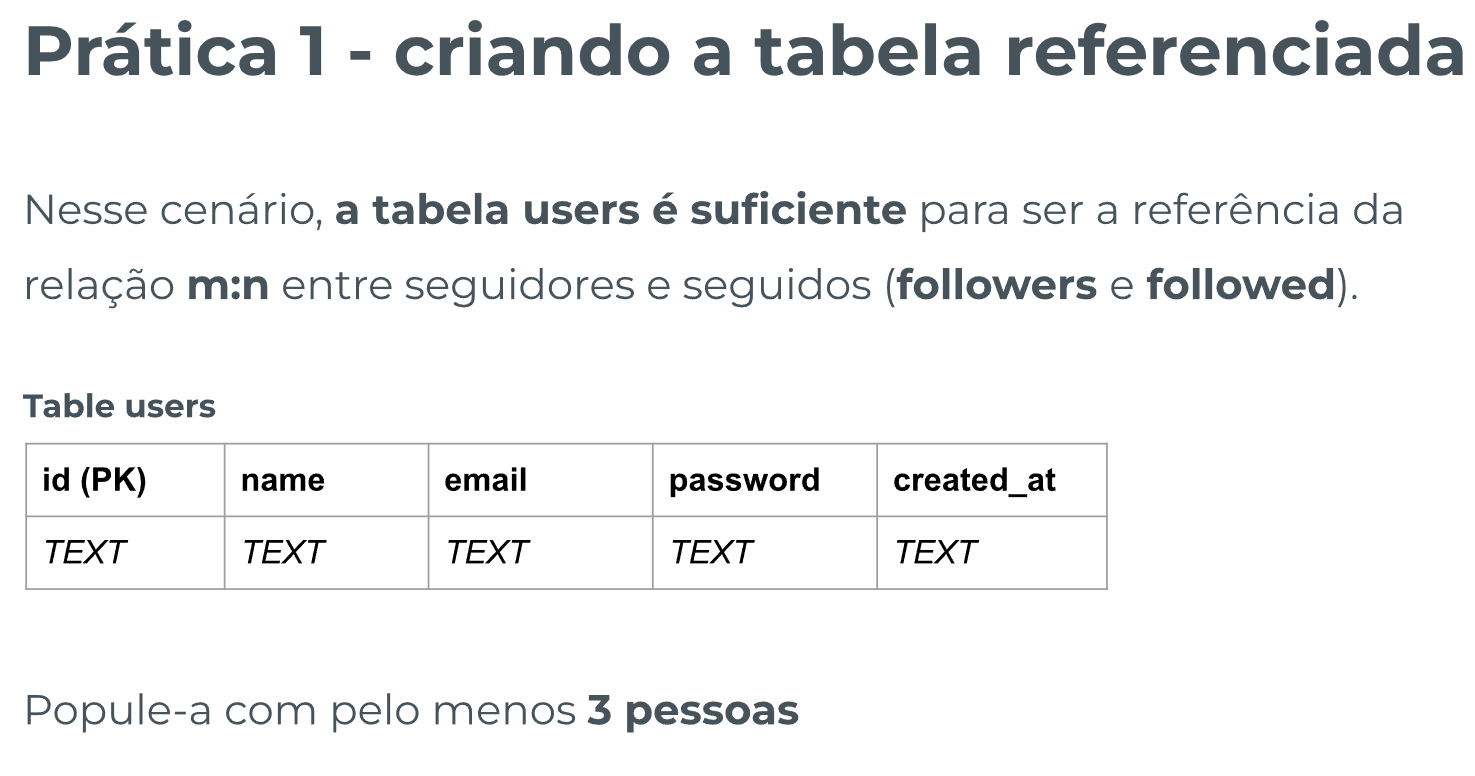 Prática 1 - criando a tabela referenciada
Nesse cenário, a tabela users é suficiente para ser a referência da
relação m:n entre seguidores e seguidos (followers e followed).
Table users
id (PK) name email password created_at
TEXT TEXT TEXT TEXT TEXT
Popule-a com pelo menos 3 pessoas